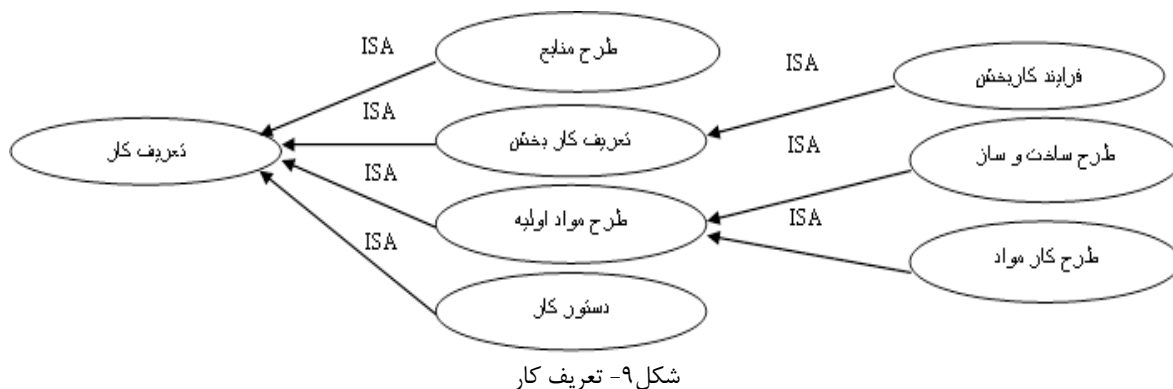 ISA
طرح منابع
ISA
فرایند کاربخش
ISA
تعریف کار
تعریف کار بخش
ISA
طرح ساخت و ساز
ISA
طرح مواد اولیه
ISA
طرح کار مواد
ISA
دستور کار
شکل۹- تعریف کار